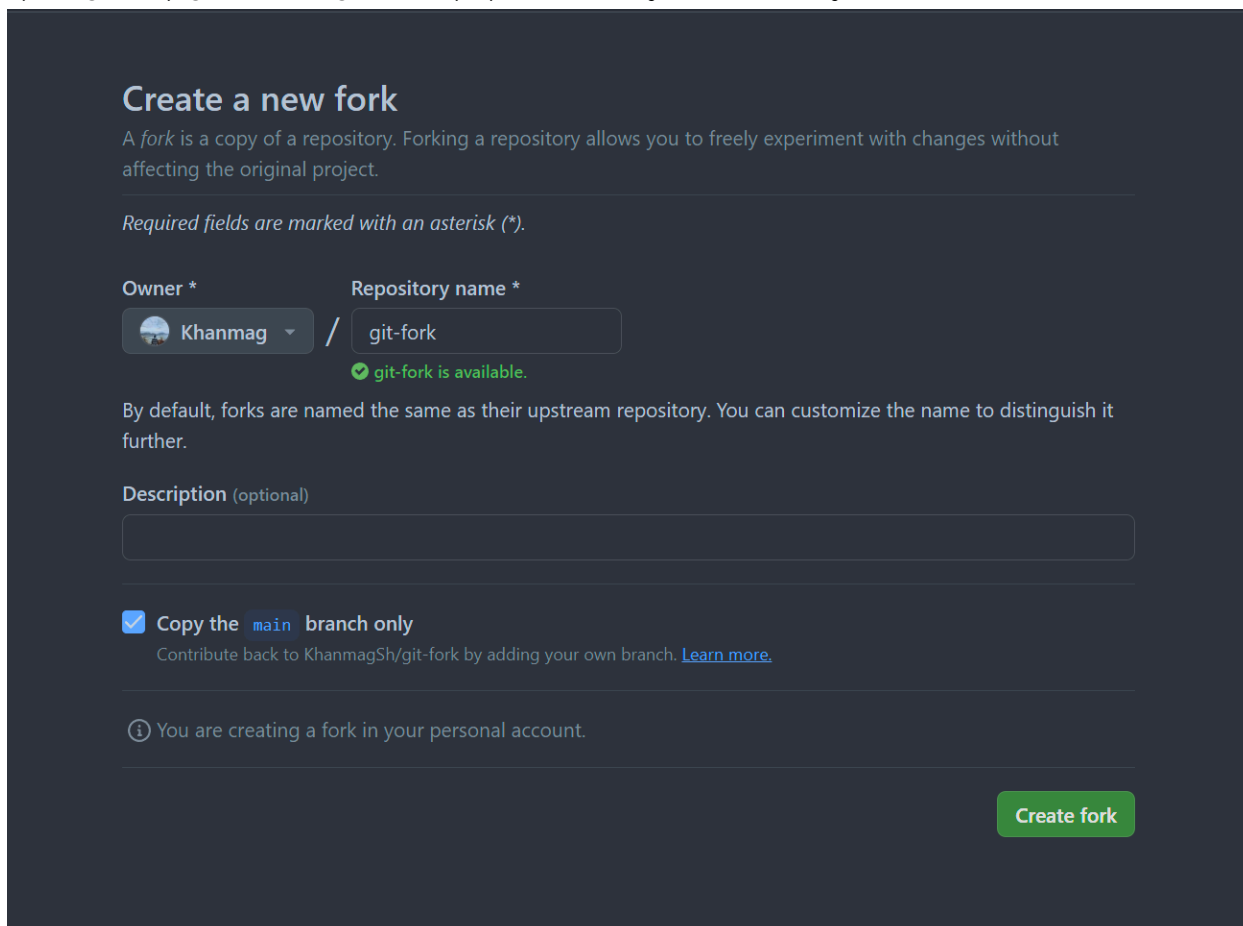 Create a new fork
A fork is a copy of a repository. Forking a repository allows you to freely experiment with changes without
affecting the original project.
Required fields are marked with an asterisk (*).
Owner * Repository name *
Khanmag / git-fork
git-fork is available.
By default, forks are named the same as their upstream repository. You can customize the name to distinguish it
further.
Description (optional)
Copy the main branch only
Contribute back to KhanmagSh/git-fork by adding your own branch. Learn more.
You are creating a fork in your personal account.
Create fork